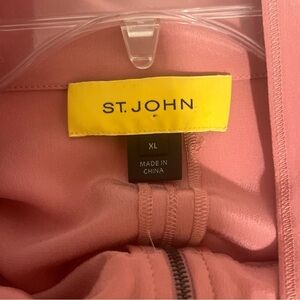 ST. JOHN
XL
MADE IN
CHINA